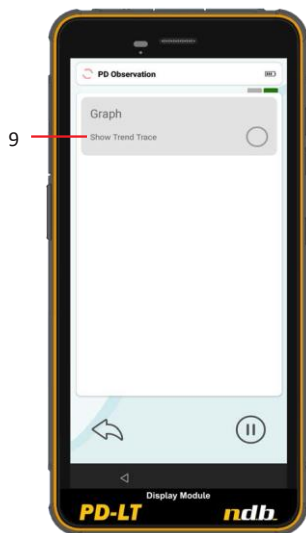 PD Observation
Graph
9
Show Trend Trace
Display Module
PD-LT
ndb